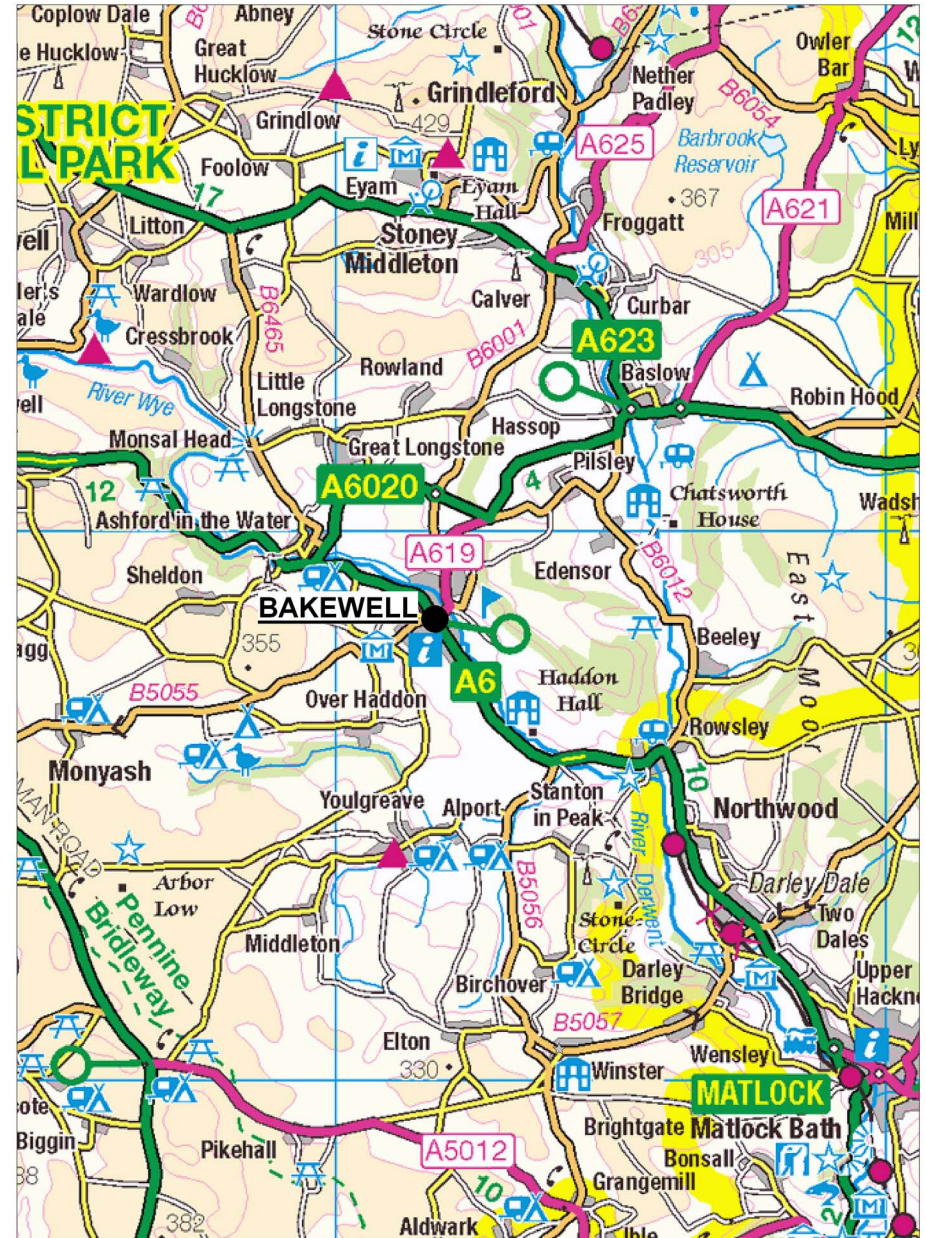 Coplow Dale
Abney
Stone Circle
Owler
Bar
Great
Hucklow
Nether
Padley
B6054
Grindleford
Grindlow
429
A625
Barbrook
Reservoir
STRICT
L PARK
Foolow
17
Eyam
Eyam
Hall
367
A621
Litton
Froggatt
Stoney
Middleton
305
Wardlow
Calver
Curbar
B6465
Cressbrook
B6001
A623
Rowland
Baslow
River Wye
Little
Longstone
Robin Hood
Hassop
Monsal Head
Great Longstone
Pilsley
12
A6020
4
Chatsworth
House
Ashford in the Water
A619
B6012
East
Moor
Sheldon
Edensor
BAKEWELL
355
Beeley
A6
Haddon
Hall
B5055
Over Haddon
Rowsley
Monyash
10
Youlgreave
Alport
Stanton
in Peak
Northwood
MAN ROAD
River Derwent
B5056
Arbor
Low
Darley Dale
Pennine
Bridleway
Stone
Circle
Two
Dales
Middleton
Birchover
Darley
Bridge
Upper
B5057
Elton
330
Wensley
Winster
MATLOCK
Biggin
Brightgate
Matlock Bath
Pikehall
A5012
Bonsall
Grangemill
10
382
Aldwark
2